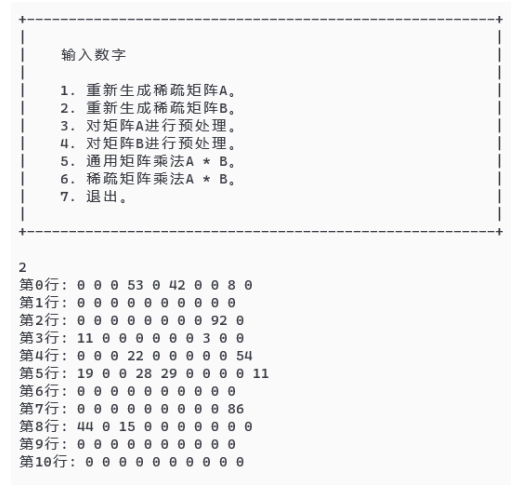 输入数字
1. 重新生成稀疏矩阵A。
2. 重新生成稀疏矩阵B。
3. 对矩阵A进行预处理。
4. 对矩阵B进行预处理。
5. 通用矩阵乘法A * B。
6. 稀疏矩阵乘法A * B。
7. 退出。
2
第0行: 0 0 0 53 0 42 0 0 8 0
第1行: 0 0 0 0 0 0 0 0 0 0
第2行: 0 0 0 0 0 0 0 0 92 0
第3行: 11 0 0 0 0 0 0 3 0 0
第4行: 0 0 0 22 0 0 0 0 0 54
第5行: 19 0 0 28 29 0 0 0 0 11
第6行: 0 0 0 0 0 0 0 0 0 0
第7行: 0 0 0 0 0 0 0 0 0 86
第8行: 44 0 15 0 0 0 0 0 0 0
第9行: 0 0 0 0 0 0 0 0 0 0
第10行: 0 0 0 0 0 0 0 0 0 0